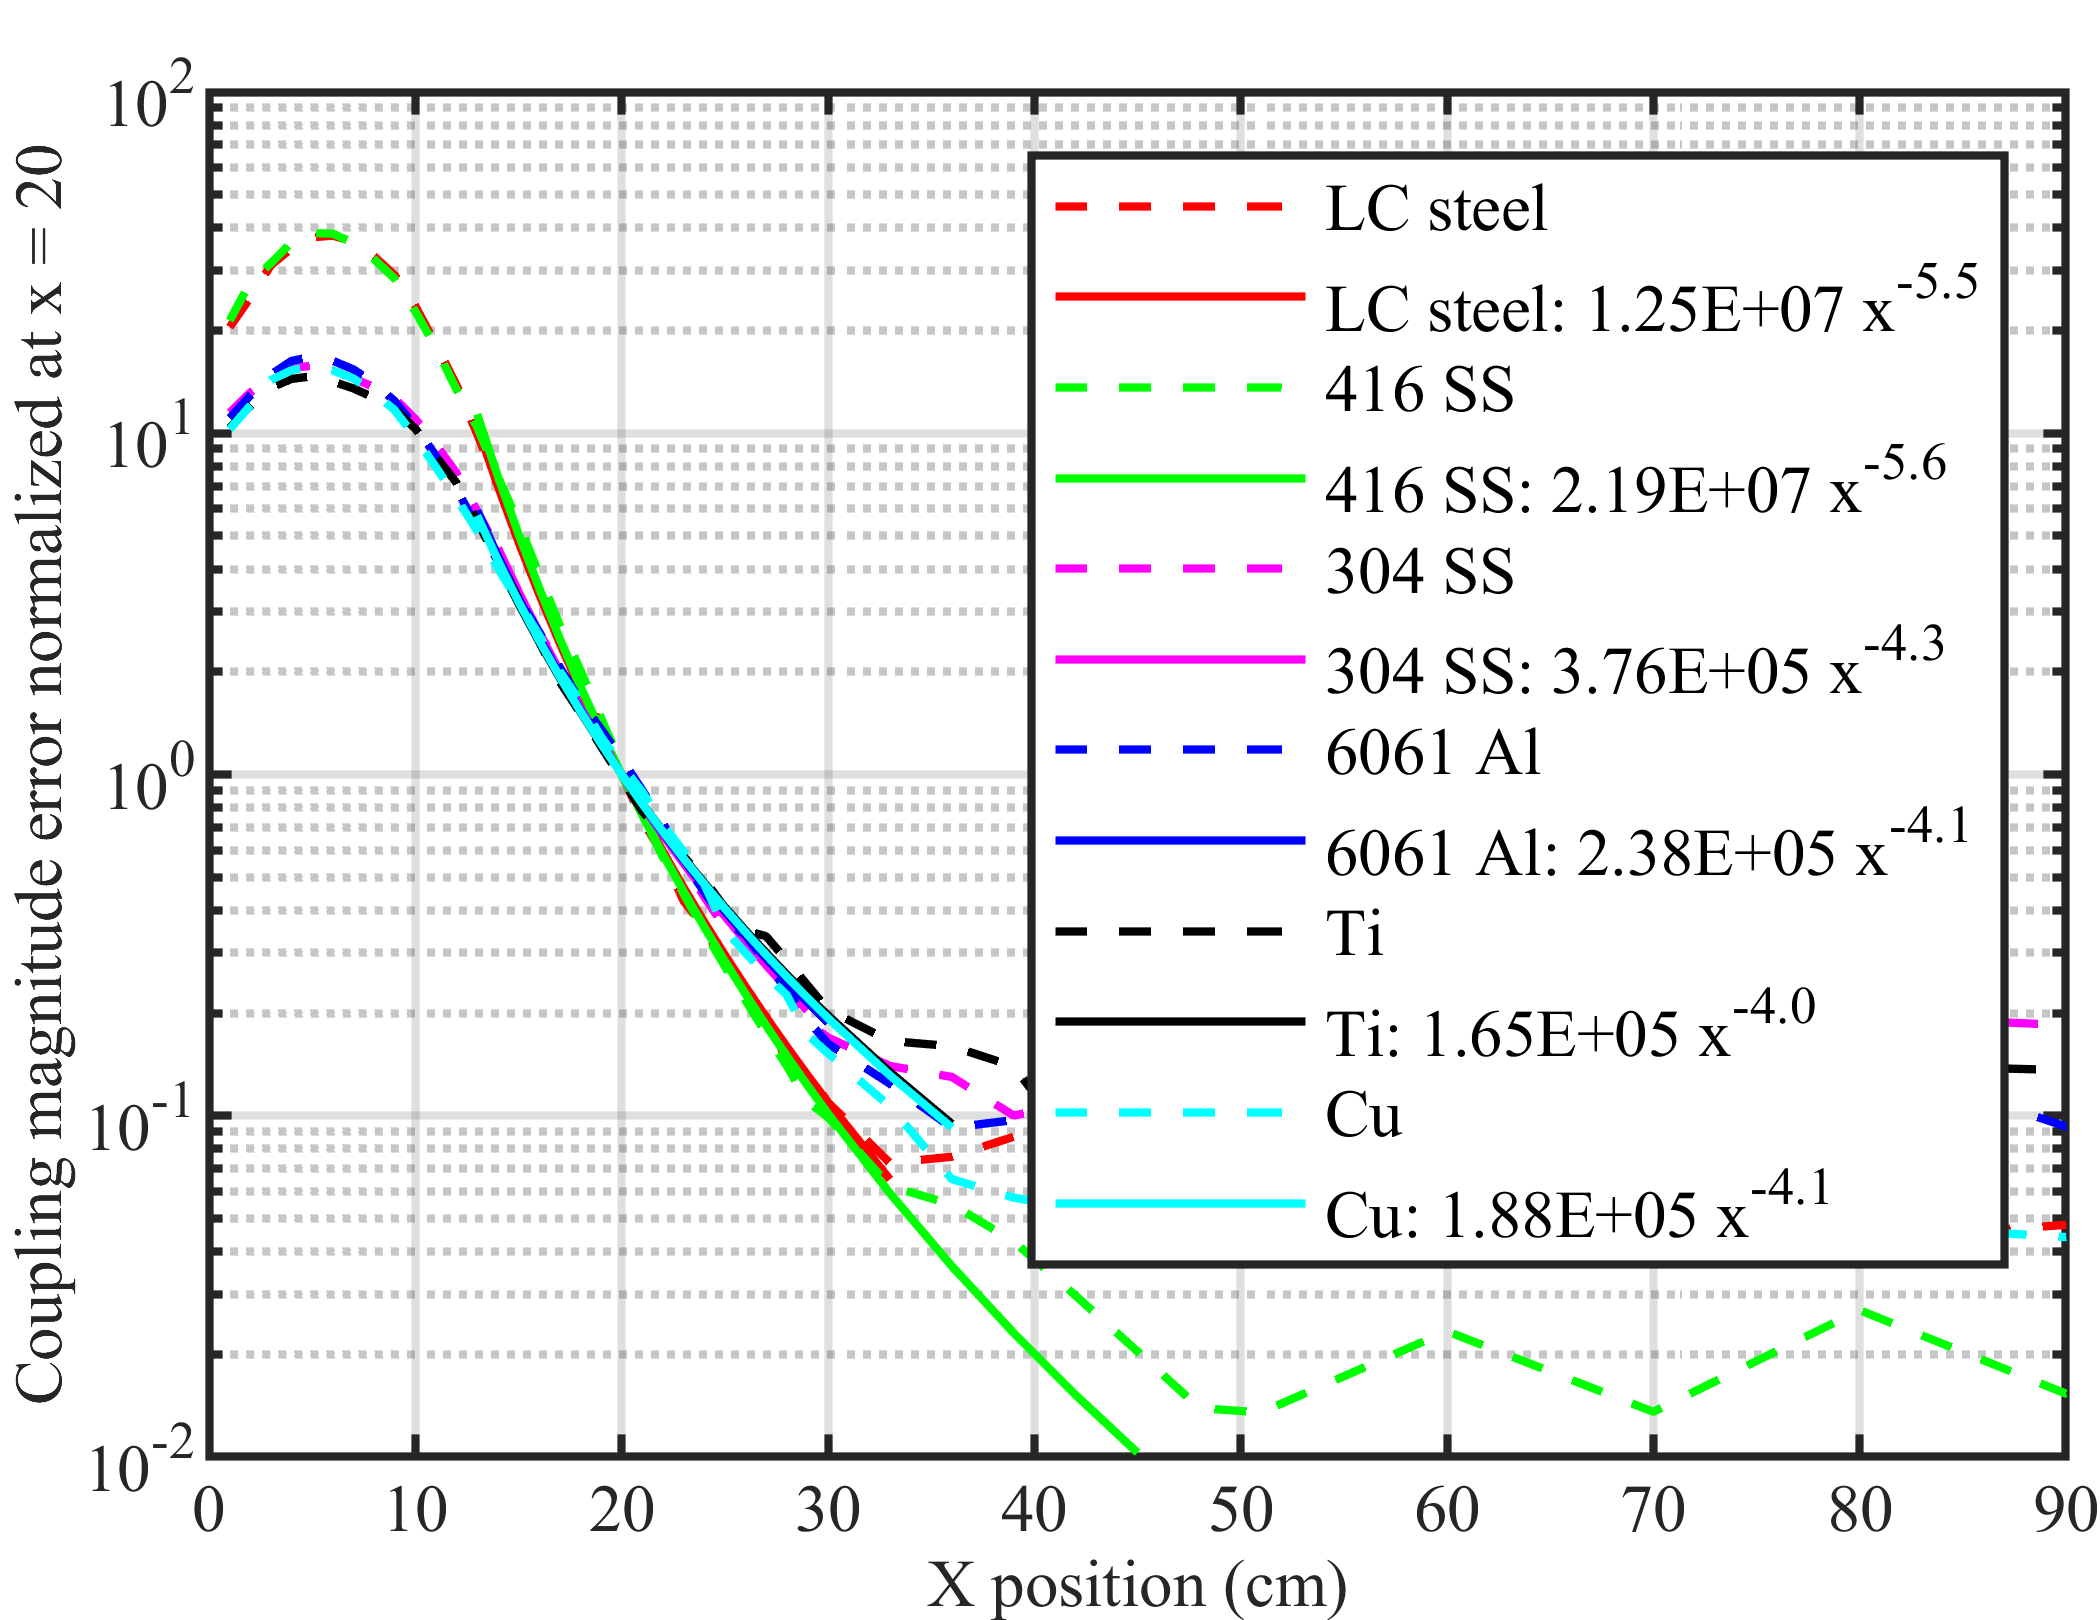 Coupling magnitude error normalized at x = 20
10^2
10^1
10^0
10^-1
10^-2
LC steel
LC steel: 1.25E+07 x^-5.5
416 SS
416 SS: 2.19E+07 x^-5.6
304 SS
304 SS: 3.76E+05 x^-4.3
6061 Al
6061 Al: 2.38E+05 x^-4.1
Ti
Ti: 1.65E+05 x^-4.0
Cu
Cu: 1.88E+05 x^-4.1
0 10 20 30 40 50 60 70 80 90
X position (cm)